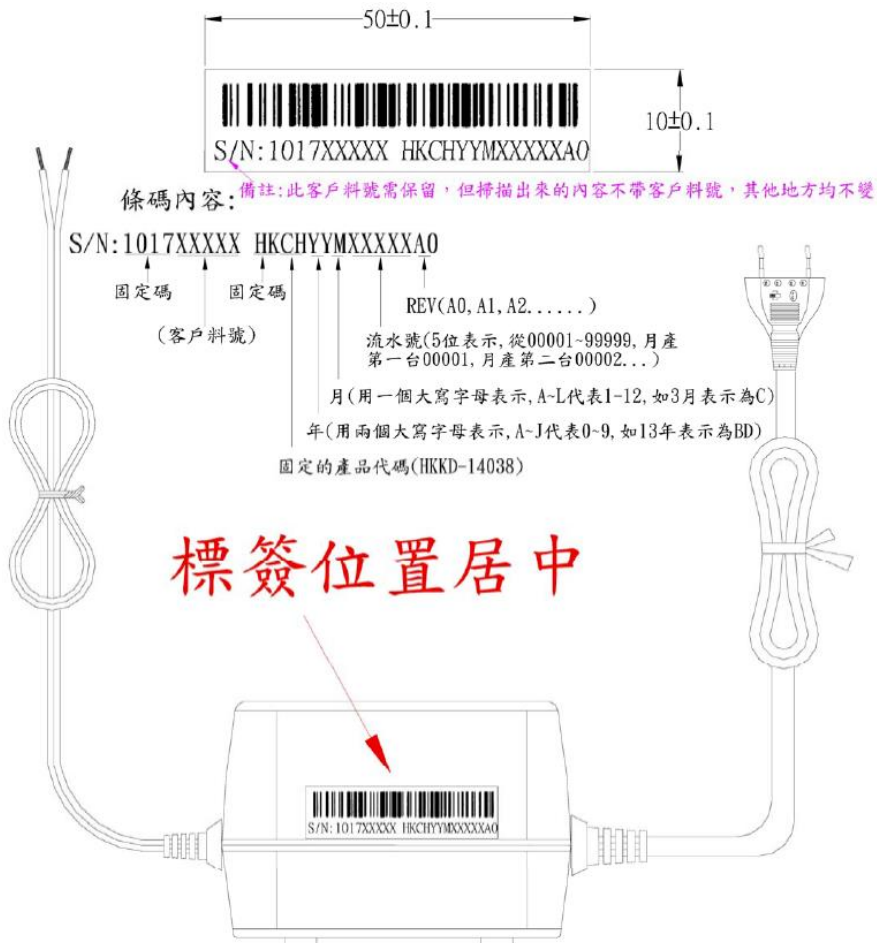 50±0.1
10±0.1
S/N:1017XXXXX HKCHYYMXXXXXA0
備註:此客戶料號需保留，但掃描出來的內容不帶客戶料號，其他地方均不變
條碼內容:
S/N:1017XXXXX HKCHYYMXXXXXA0
固定碼
固定碼
REV(A0, A1, A2......)
(客戶料號)
流水號(5位表示, 從00001~99999, 月產
第一台00001, 月產第二台00002...)
月(用一個大寫字母表示, A~L代表1-12, 如3月表示為C)
年(用兩個大寫字母表示, A~J代表0~9, 如13年表示為BD)
固定的產品代碼(HKKD-14038)
標簽位置居中
S/N:1017XXXXX HKCHYYMXXXXXA0